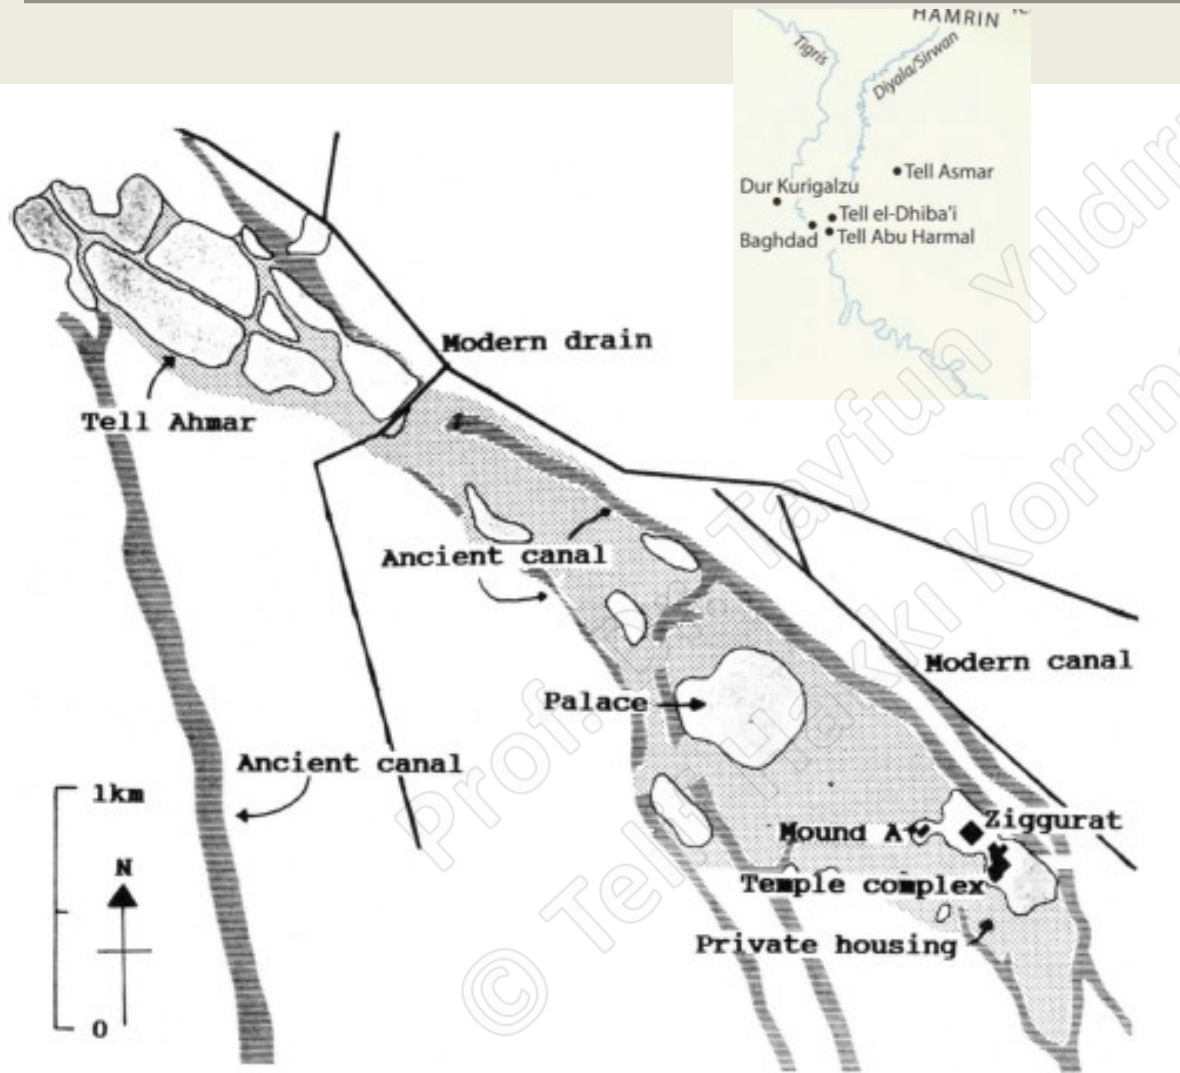 HAMRIN
Tigris
Diyala/Sirwan
Tell Asmar
Dur Kurigalzu
Tell el-Dhiba'i
Baghdad
Tell Abu Harmal
Modern drain
Tell Ahmar
Ancient canal
Modern canal
Palace
Ancient canal
1km
Ziggurat
Mound A
N
Temple complex
Private housing
0